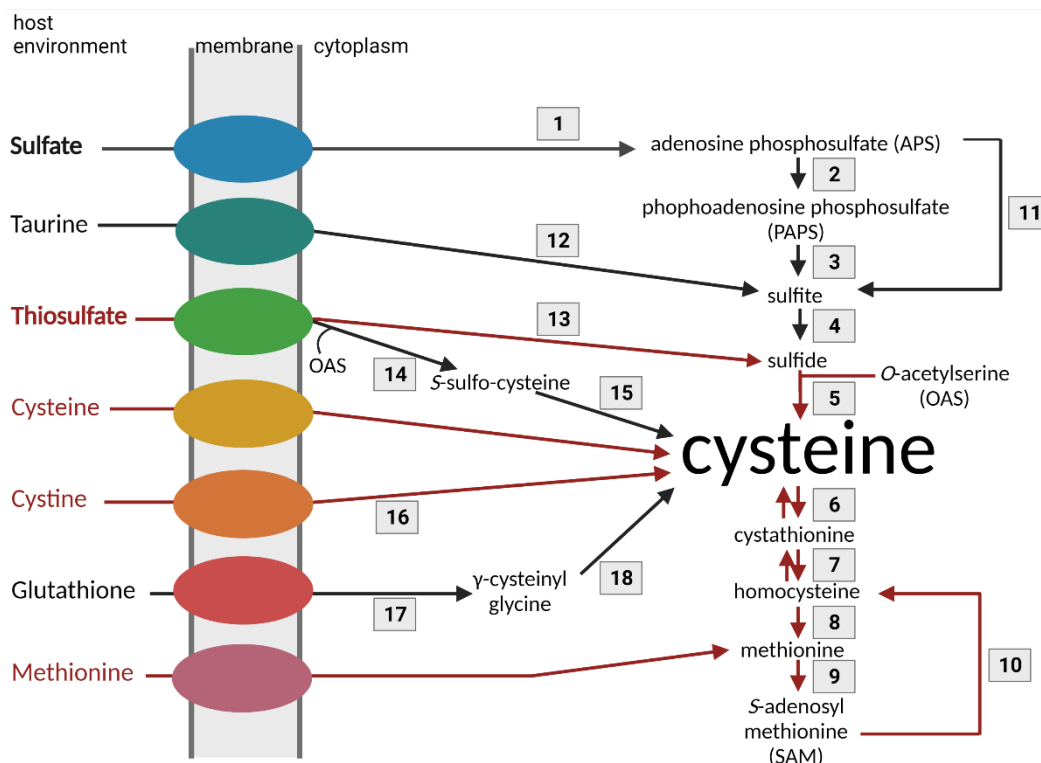 host
environment
membrane
cytoplasm
1
Sulfate
adenosine phosphosulfate (APS)
2
Taurine
phophoadenosine phosphosulfate
(PAPS)
11
12
3
sulfite
Thiosulfate
13
4
sulfide
OAS
14
S-sulfo-cysteine
O-acetylserine
(OAS)
15
5
Cysteine
cysteine
Cystine
16
6
cystathionine
7
Glutathione
γ-cysteinyl
glycine
18
homocysteine
17
8
methionine
Methionine
9
10
S-adenosyl
methionine
(SAM)